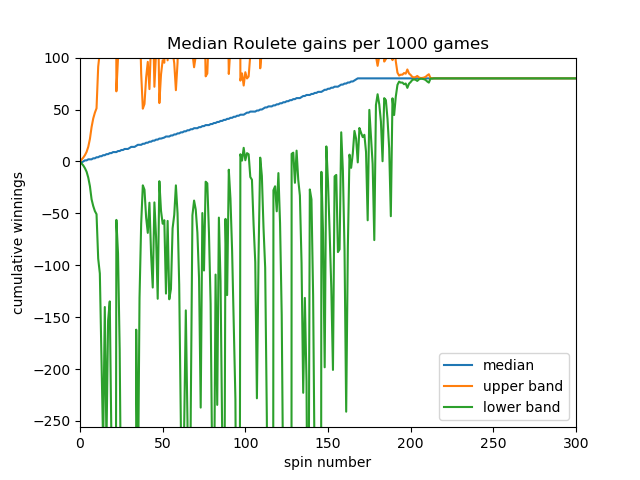 Median Roulete gains per 1000 games
cumulative winnings
100
50
0
−50
−100
−150
−200
−250
0 50 100 150 200 250 300
spin number
median
upper band
lower band